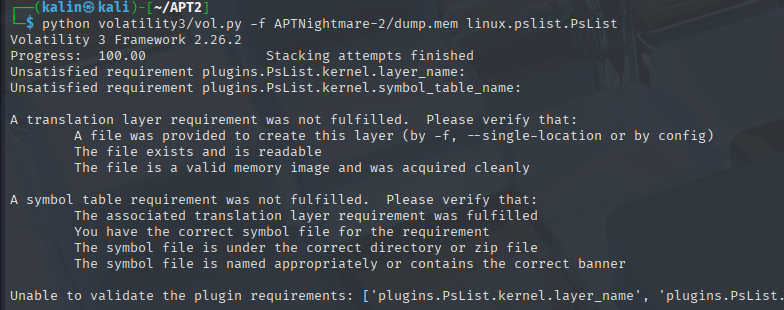 ┌──(kalin㉿kali)-[~/APT2]
└─$ python volatility3/vol.py -f APTNightmare-2/dump.mem linux.pslist.PsList
Volatility 3 Framework 2.26.2
Progress:  100.00               Stacking attempts finished
Unsatisfied requirement plugins.PsList.kernel.layer_name:
Unsatisfied requirement plugins.PsList.kernel.symbol_table_name:

A translation layer requirement was not fulfilled.  Please verify that:
        A file was provided to create this layer (by -f, --single-location or by config)
        The file exists and is readable
        The file is a valid memory image and was acquired cleanly

A symbol table requirement was not fulfilled.  Please verify that:
        The associated translation layer requirement was fulfilled
        You have the correct symbol file for the requirement
        The symbol file is under the correct directory or zip file
        The symbol file is named appropriately or contains the correct banner

Unable to validate the plugin requirements: ['plugins.PsList.kernel.layer_name', 'plugins.PsList.